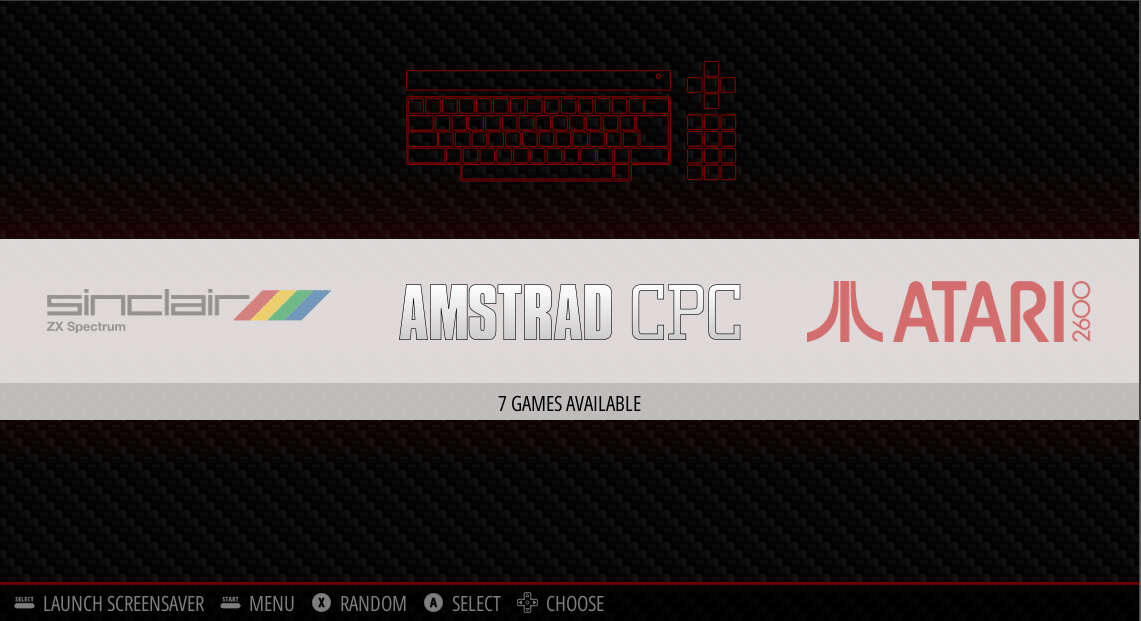 sinclair
ZX Spectrum
AMSTRAD CPC
ATARI 2600
7 GAMES AVAILABLE
SELECT LAUNCH SCREENSAVER START MENU X RANDOM A SELECT CHOOSE